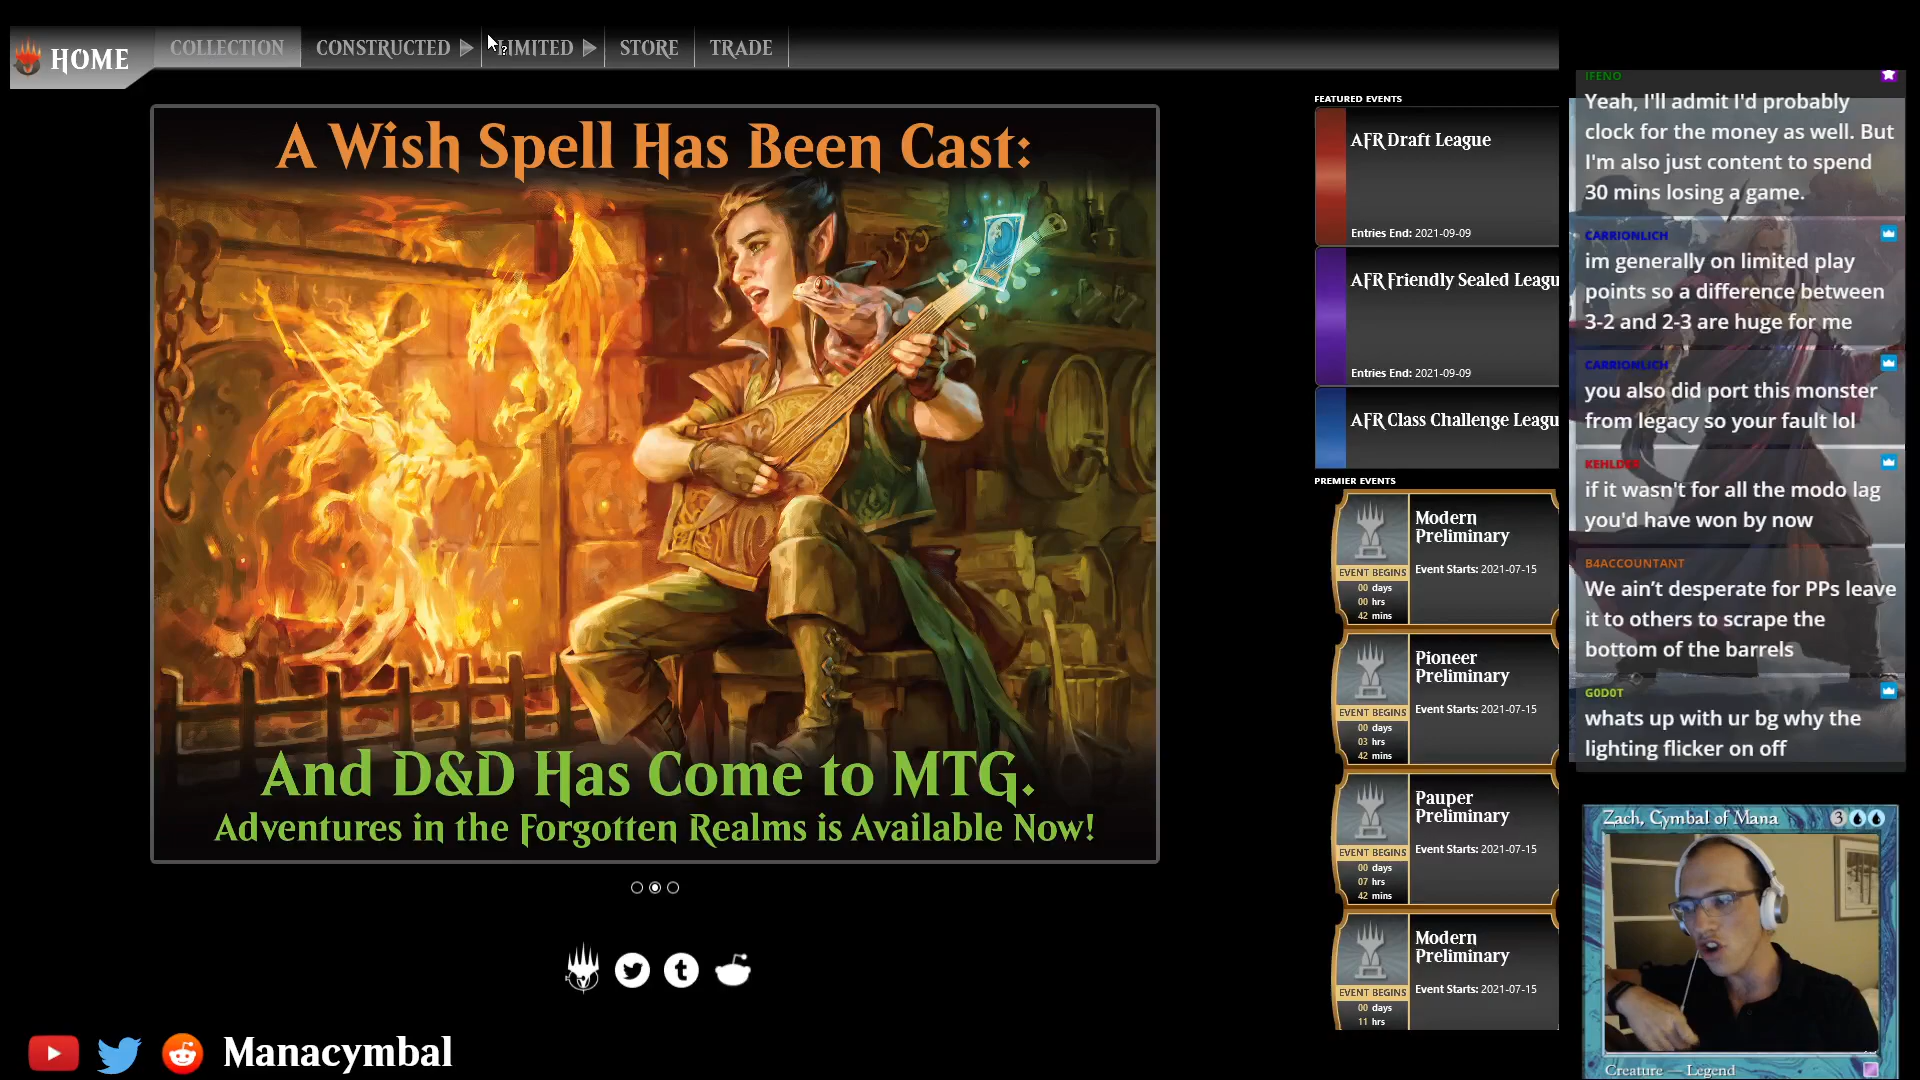 HOME
COLLECTION
CONSTRUCTED
LIMITED
STORE
TRADE
A Wish Spell Has Been Cast:
And D&D Has Come to MTG.
Adventures in the Forgotten Realms is Available Now!
FEATURED EVENTS
AFR Draft League
Entries End: 2021-09-09
AFR Friendly Sealed Leagu
Entries End: 2021-09-09
AFR Class Challenge Leagu
PREMIER EVENTS
Modern
Preliminary
Event Starts: 2021-07-15
EVENT BEGINS
00 days
00 hrs
42 mins
Pioneer
Preliminary
Event Starts: 2021-07-15
EVENT BEGINS
00 days
03 hrs
42 mins
Pauper
Preliminary
Event Starts: 2021-07-15
EVENT BEGINS
00 days
07 hrs
42 mins
Modern
Preliminary
Event Starts: 2021-07-15
EVENT BEGINS
00 days
11 hrs
IFENO
Yeah, I'll admit I'd probably
clock for the money as well. But
I'm also just content to spend
30 mins losing a game.
CARRIONLICH
im generally on limited play
points so a difference between
3-2 and 2-3 are huge for me
CARRIONLICH
you also did port this monster
from legacy so your fault lol
if it wasn't for all the modo lag
you'd have won by now
B4ACCOUNTANT
We ain't desperate for PPs leave
it to others to scrape the
bottom of the barrels
G0D0T
whats up with ur bg why the
lighting flicker on off
Zach, Cymbal of Mana 3
Creature — Legend
Manacymbal